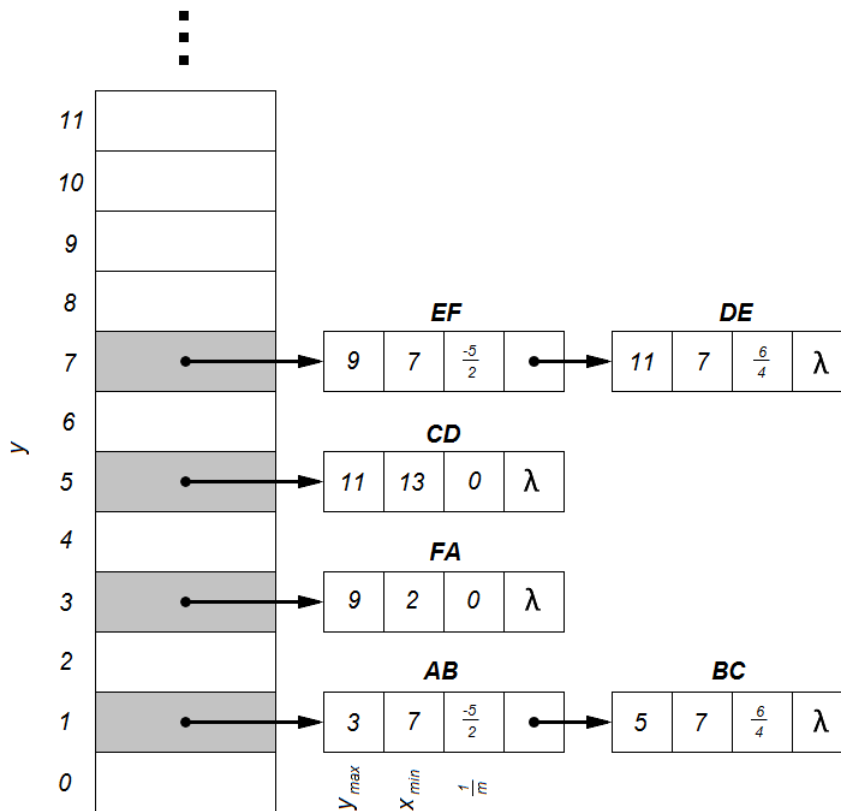 11
10
9
8
EF DE
7 9 7 -5/2 11 7 6/4 λ
6
CD
y
5 11 13 0 λ
4
FA
3 9 2 0 λ
2
AB BC
1 3 7 -5/2 5 7 6/4 λ
0
y max x min 1/m